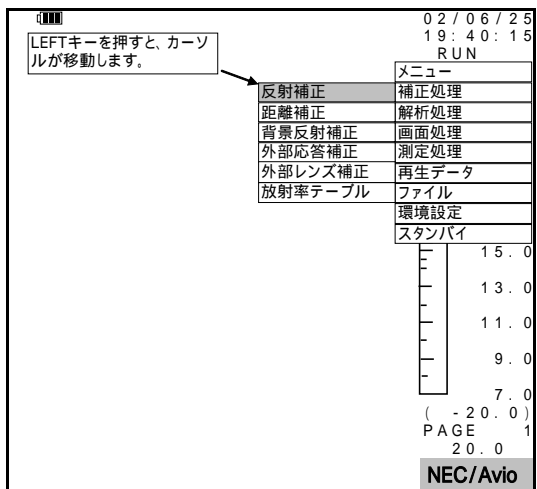 02/06/25
19:40:15
RUN
LEFTキーを押すと、カーソ
ルが移動します。
メニュー
補正処理
解析処理
画面処理
測定処理
再生データ
ファイル
環境設定
スタンバイ
反射補正
距離補正
背景反射補正
外部応答補正
外部レンズ補正
放射率テーブル
15.0
13.0
11.0
9.0
7.0
( -20.0)
PAGE 1
20.0
NEC/Avio